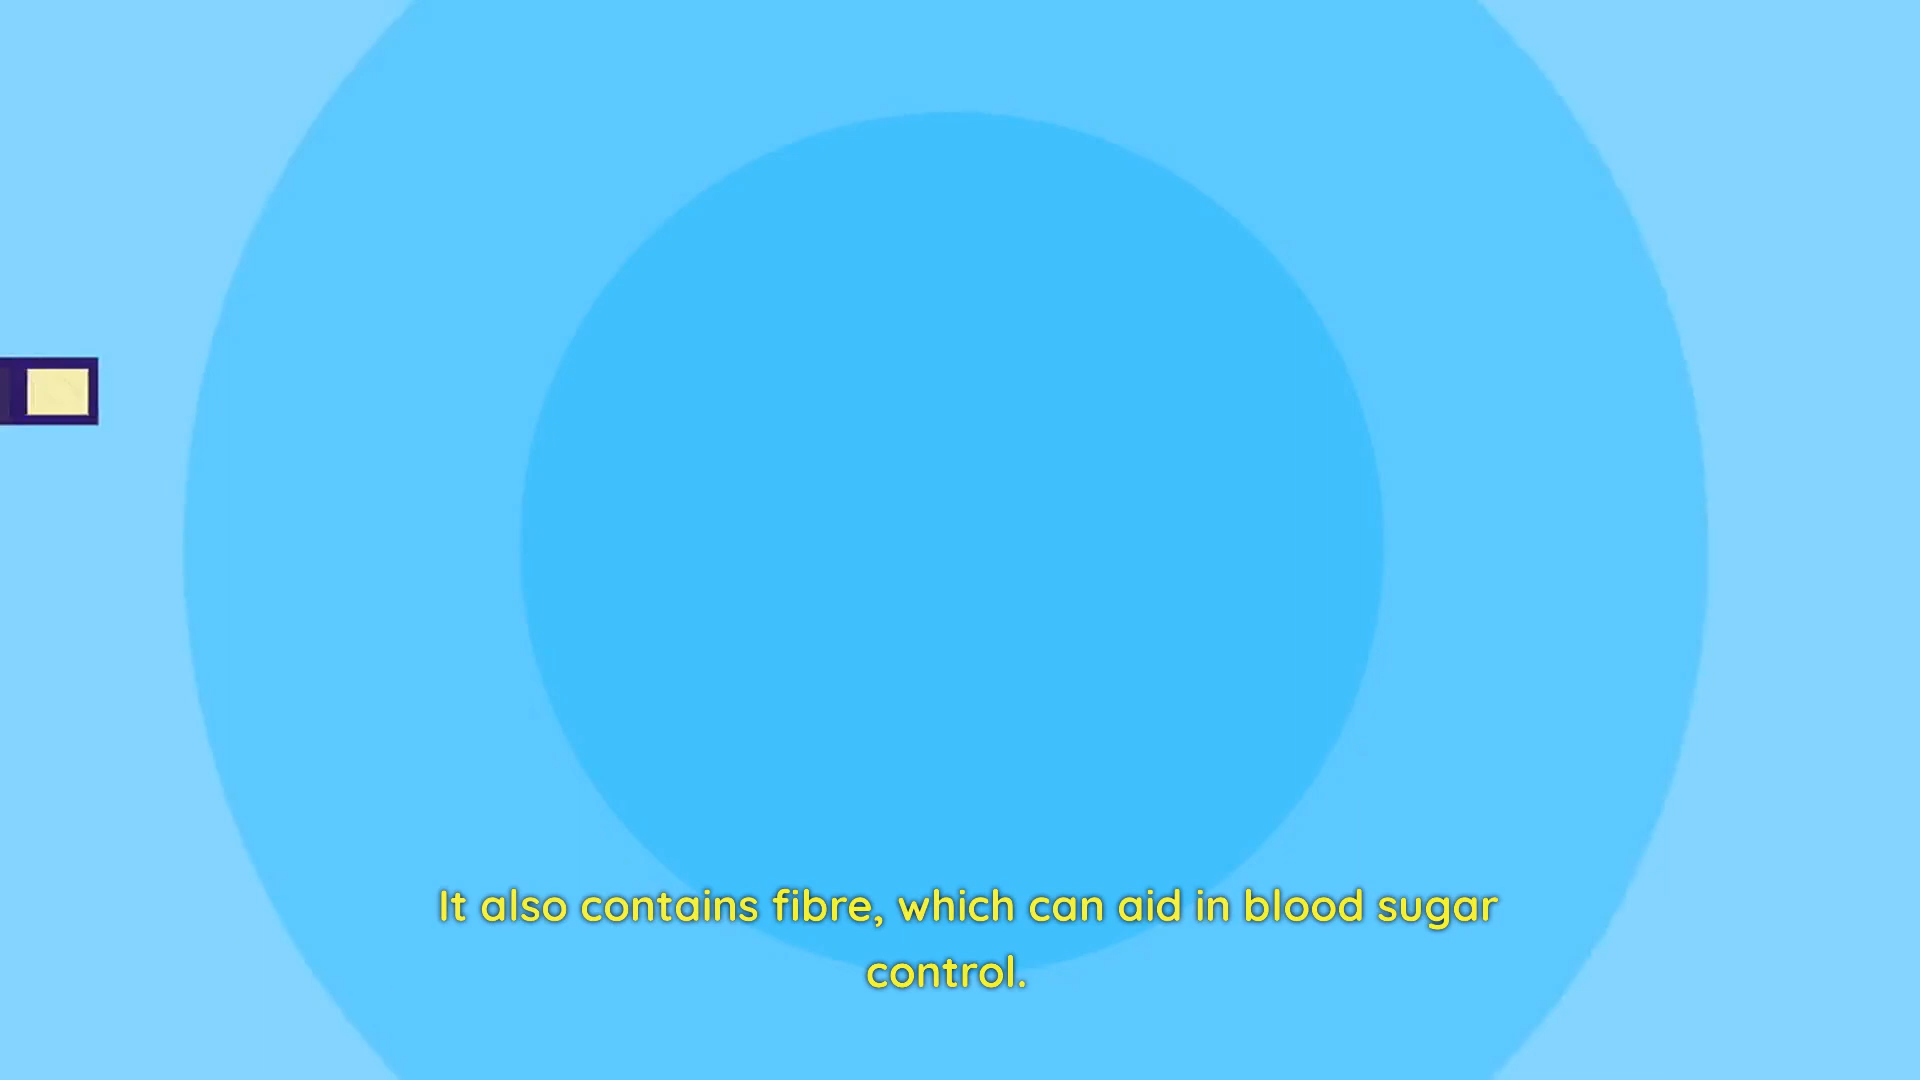 It also contains fibre, which can aid in blood sugar
control.